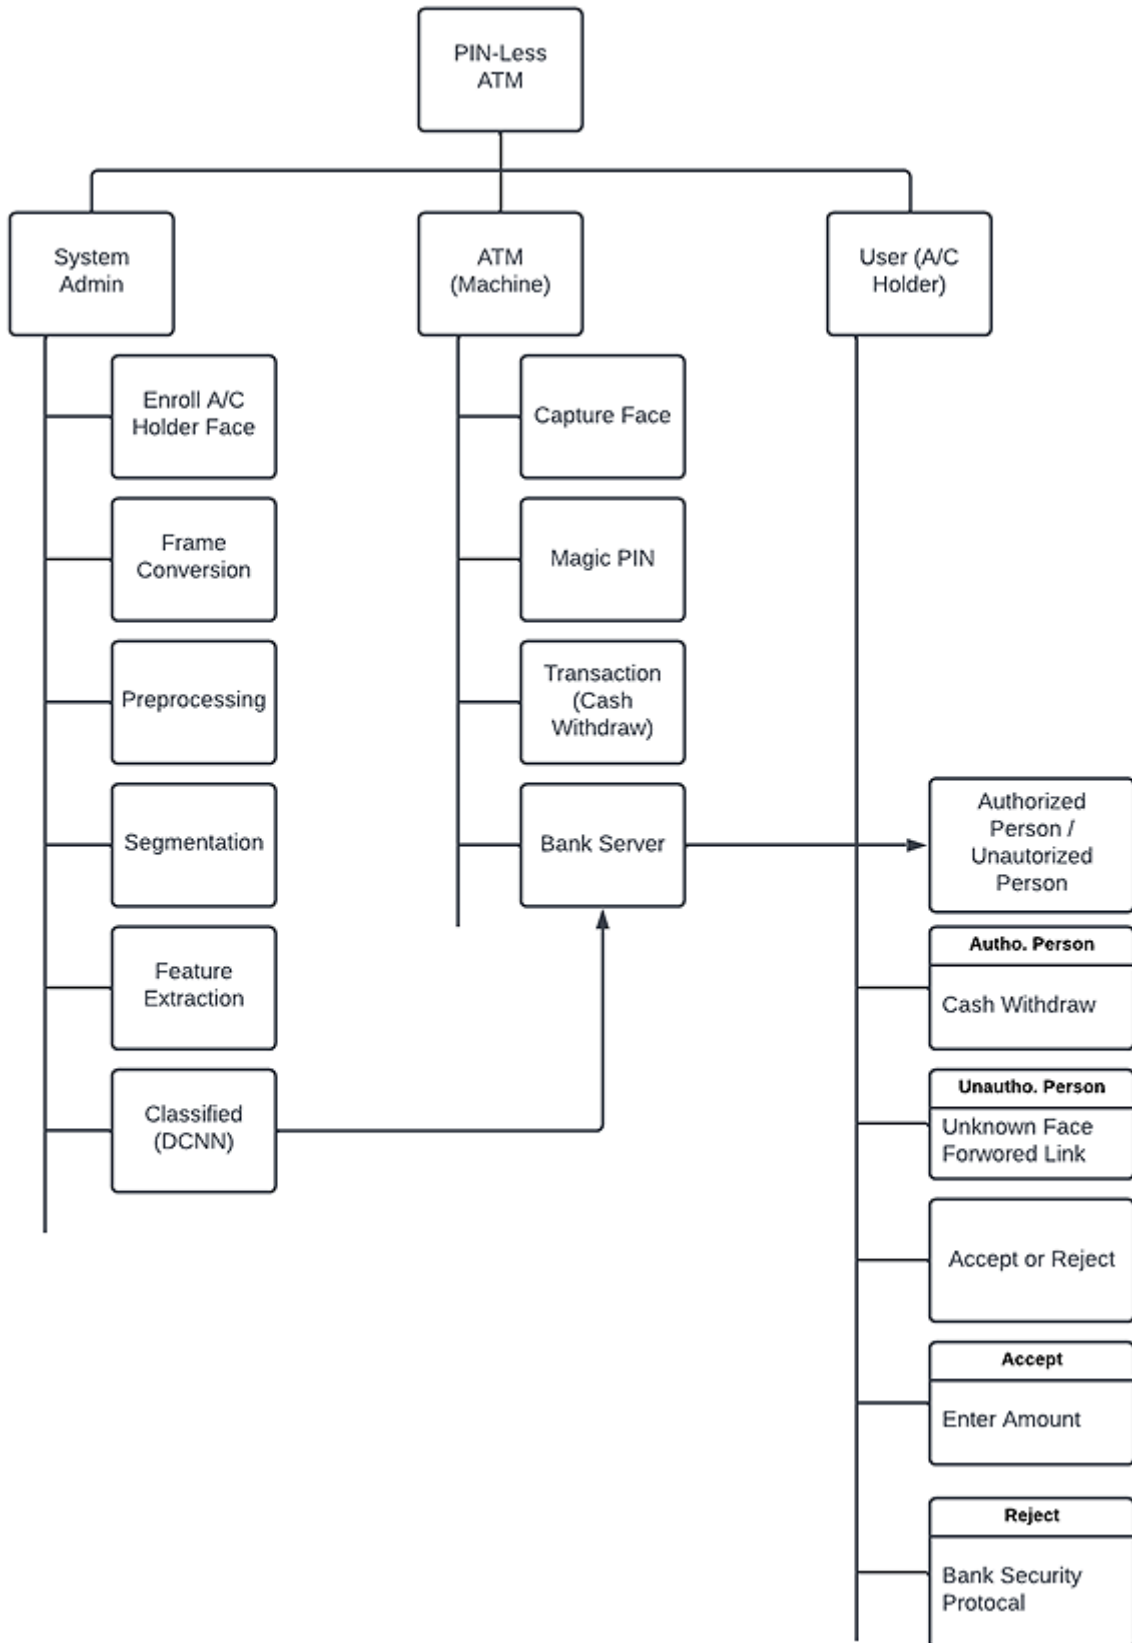 PIN-Less
ATM
System
Admin
ATM
(Machine)
User (A/C
Holder)
Enroll A/C
Holder Face
Frame
Conversion
Preprocessing
Segmentation
Feature
Extraction
Classified
(DCNN)
Capture Face
Magic PIN
Transaction
(Cash
Withdraw)
Bank Server
Authorized
Person /
Unautorized
Person
Autho. Person
Cash Withdraw
Unautho. Person
Unknown Face
Forwored Link
Accept or Reject
Accept
Enter Amount
Reject
Bank Security
Protocal